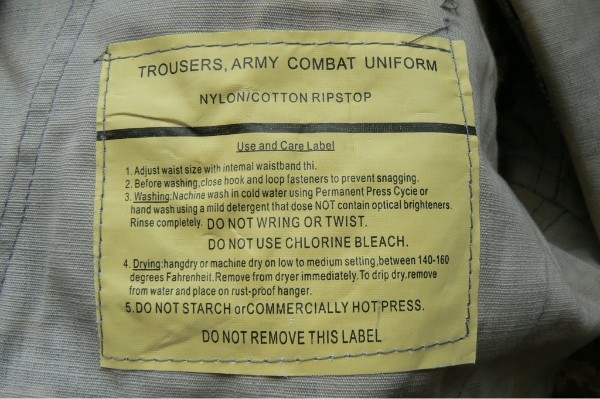 TROUSERS, ARMY COMBAT UNIFORM
NYLON/COTTON RIPSTOP
Use and Care Label
1. Adjust waist size with internal waistband thi.
2. Before washing,close hook and loop fasteners to prevent snagging.
3. Washing:Nachine wash in cold water using Permanent Press Cycie or
hand wash using a mild detergent that dose NOT contain optical brighteners.
Rinse completely. DO NOT WRING OR TWIST.
DO NOT USE CHLORINE BLEACH.
4. Drying:hangdry or machine dry on low to medium setting,between 140-160
degrees Fahrenheit.Remove from dryer immediately.To drip dry.remove
from water and place on rust-proof hanger.
5.DO NOT STARCH orCOMMERCIALLY HOT PRESS.
DO NOT REMOVE THIS LABEL